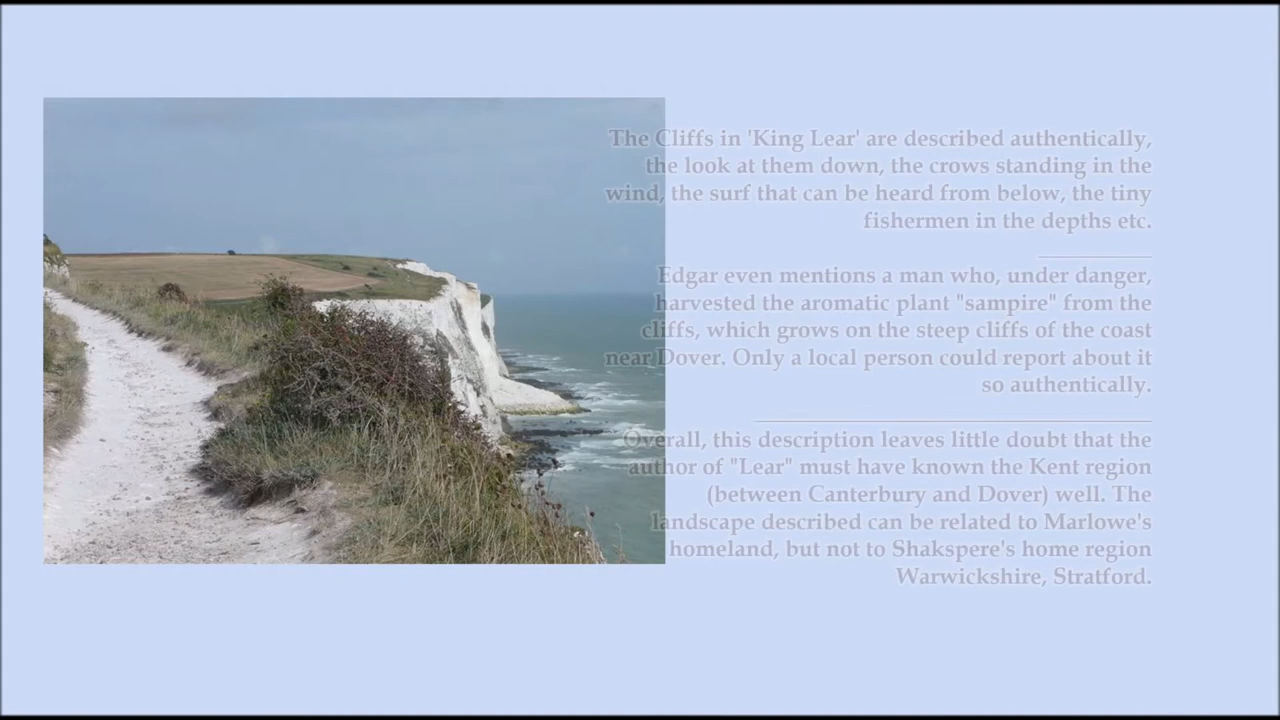 The Cliffs in 'King Lear' are described authentically,
the look at them down, the crows standing in the
wind, the surf that can be heard from below, the tiny
fishermen in the depths etc.
Edgar even mentions a man who, under danger,
harvested the aromatic plant "sampire" from the
cliffs, which grows on the steep cliffs of the coast
near Dover. Only a local person could report about it
so authentically.
Overall, this description leaves little doubt that the
author of "Lear" must have known the Kent region
(between Canterbury and Dover) well. The
landscape described can be related to Marlowe's
homeland, but not to Shakspere's home region
Warwickshire, Stratford.